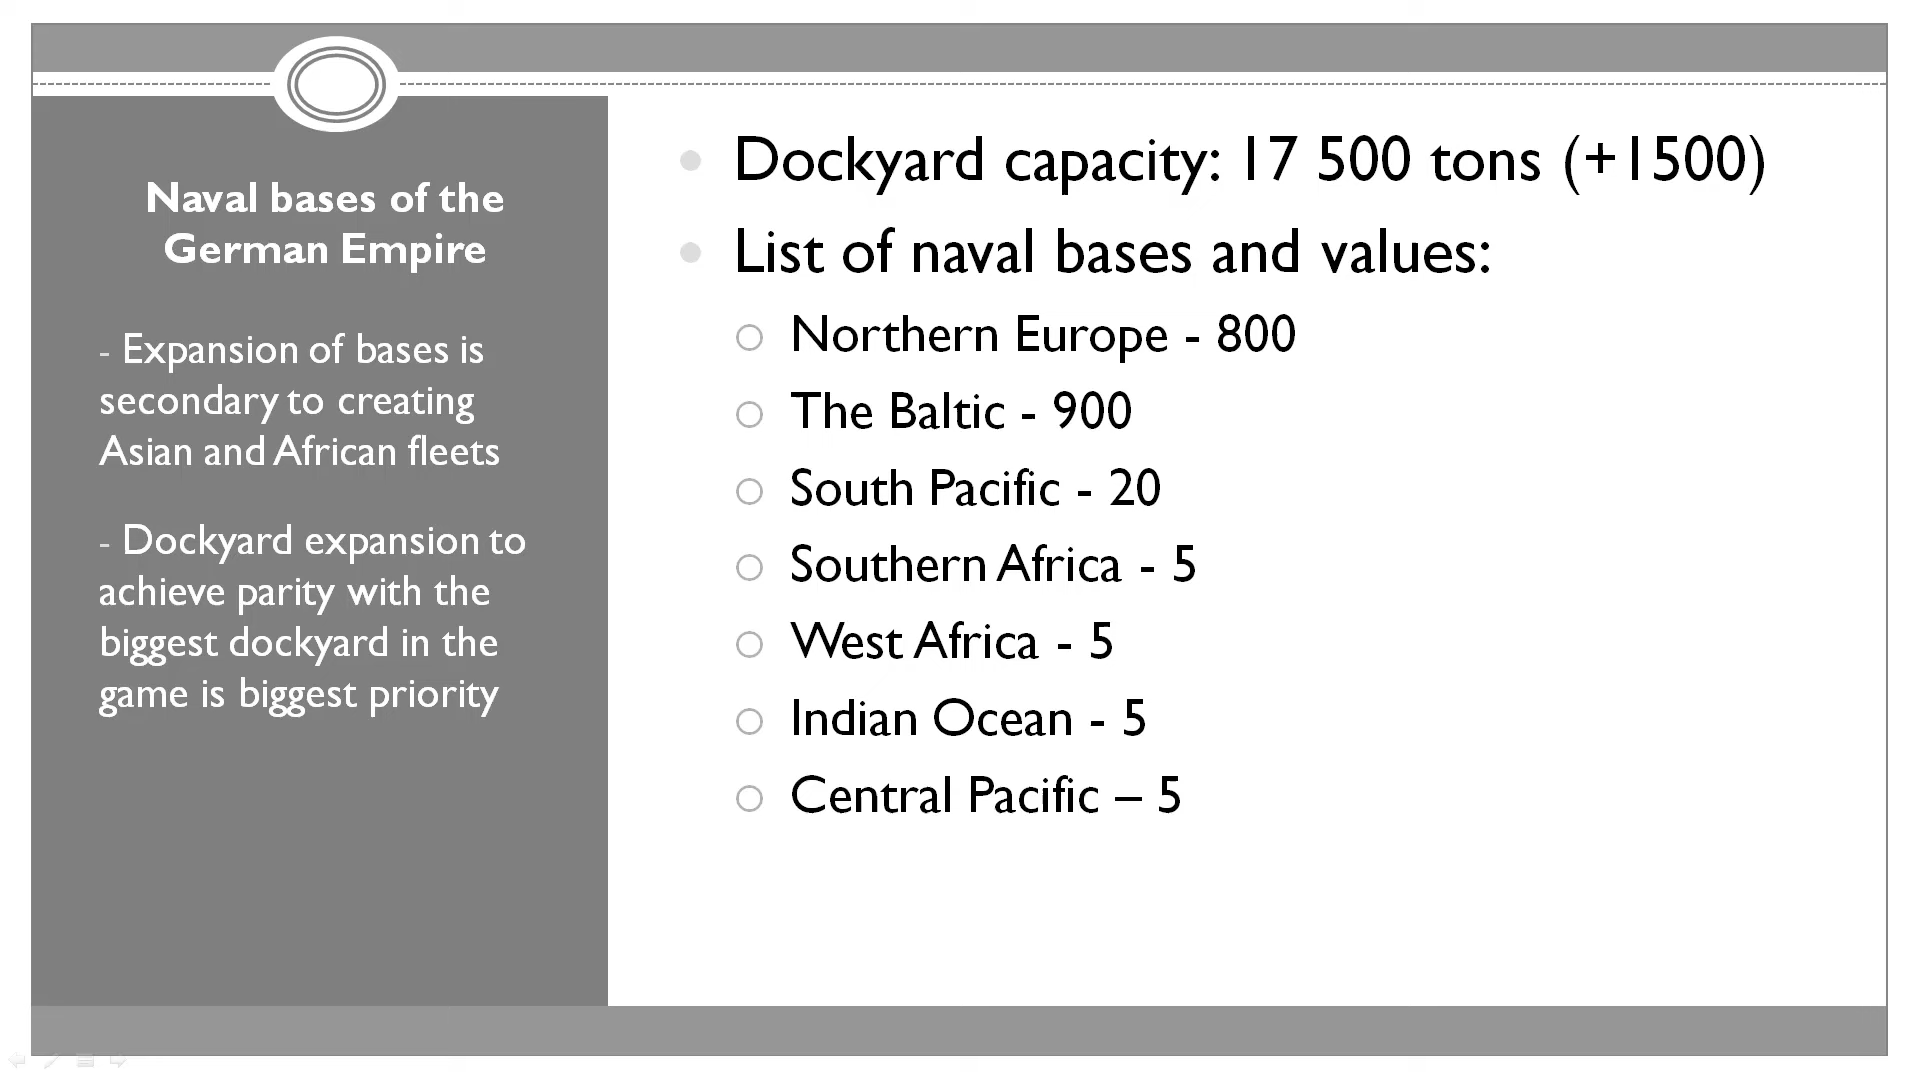 Naval bases of the
German Empire
- Expansion of bases is
secondary to creating
Asian and African fleets
- Dockyard expansion to
achieve parity with the
biggest dockyard in the
game is biggest priority
Dockyard capacity: 17 500 tons (+1500)
List of naval bases and values:
Northern Europe - 800
The Baltic - 900
South Pacific - 20
Southern Africa - 5
West Africa - 5
Indian Ocean - 5
Central Pacific – 5